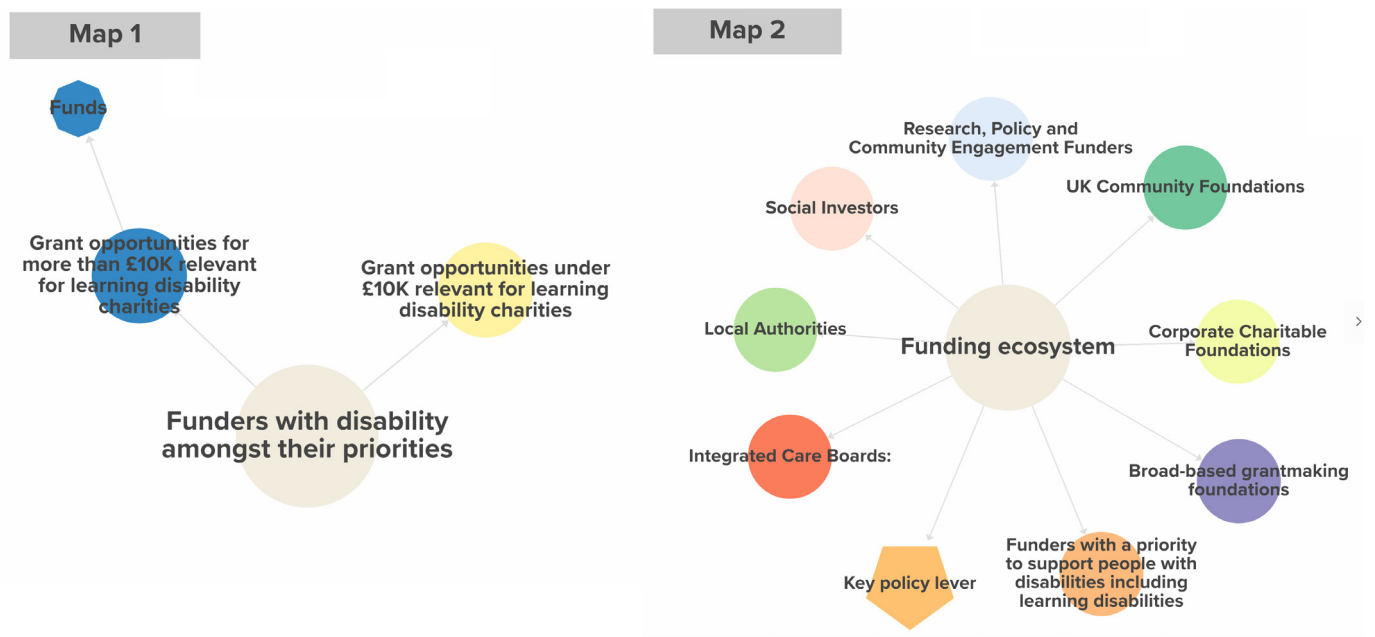 Map 1
Funds
Grant opportunities for
more than £10K relevant
for learning disability
charities
Grant opportunities under
£10K relevant for learning
disability charities
Funders with disability
amongst their priorities
Map 2
Research, Policy and
Community Engagement Funders
UK Community Foundations
Social Investors
Local Authorities
Funding ecosystem
Corporate Charitable
Foundations
Integrated Care Boards:
Broad-based grantmaking
foundations
Key policy lever
Funders with a priority
to support people with
disabilities including
learning disabilities